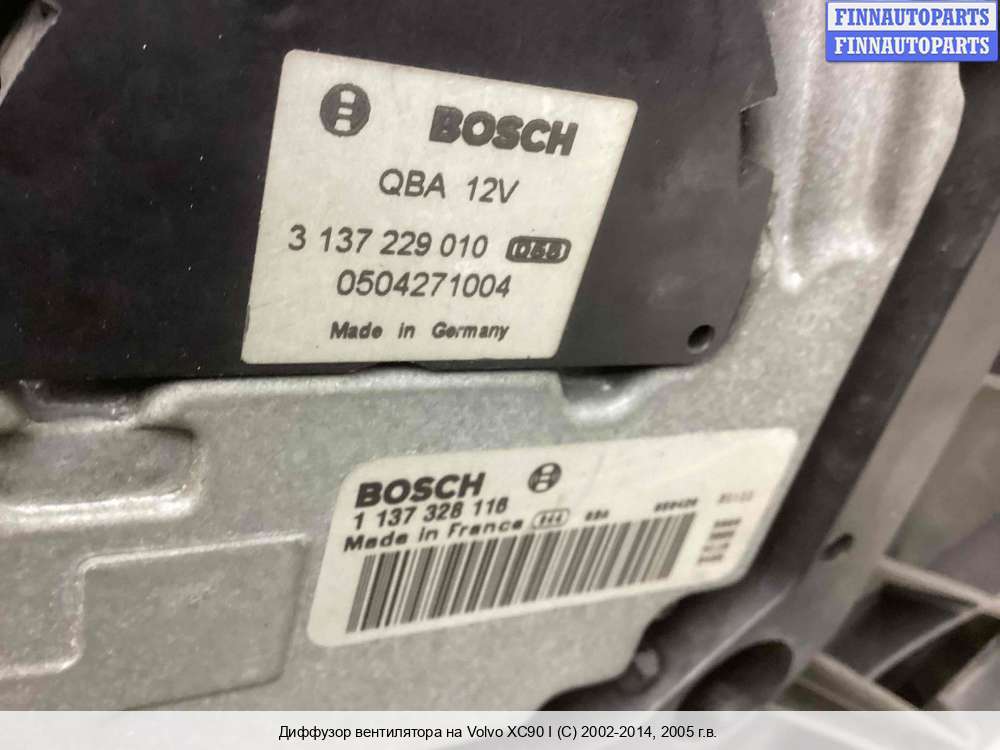 FINNAUTOPARTS
FINNAUTOPARTS
BOSCH
QBA 12V
3 137 229 010
0504271004
Made in Germany
BOSCH
1 137 328 116
Made in France
Диффузор вентилятора на Volvo XC90 I (C) 2002-2014, 2005 г.в.